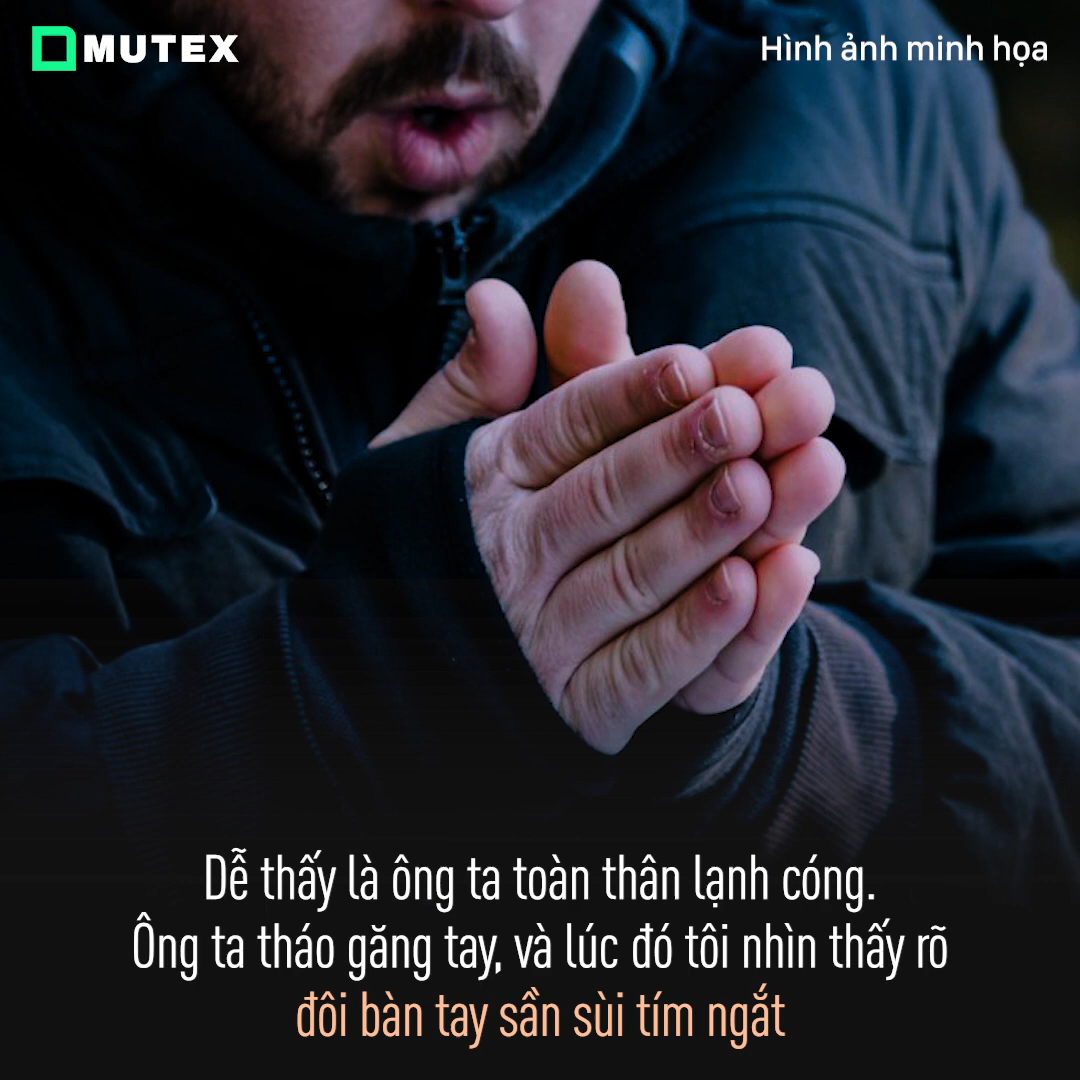 MUTEX
Hình ảnh minh họa
Dễ thấy là ông ta toàn thân lạnh cóng.
Ông ta tháo găng tay, và lúc đó tôi nhìn thấy rõ
đôi bàn tay sần sùi tím ngắt